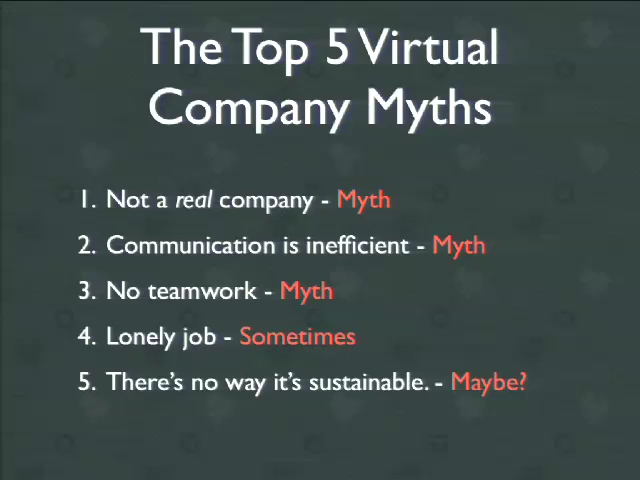 The Top 5 Virtual
Company Myths
1. Not a real company - Myth
2. Communication is inefficient - Myth
3. No teamwork - Myth
4. Lonely job - Sometimes
5. There's no way it's sustainable. - Maybe?